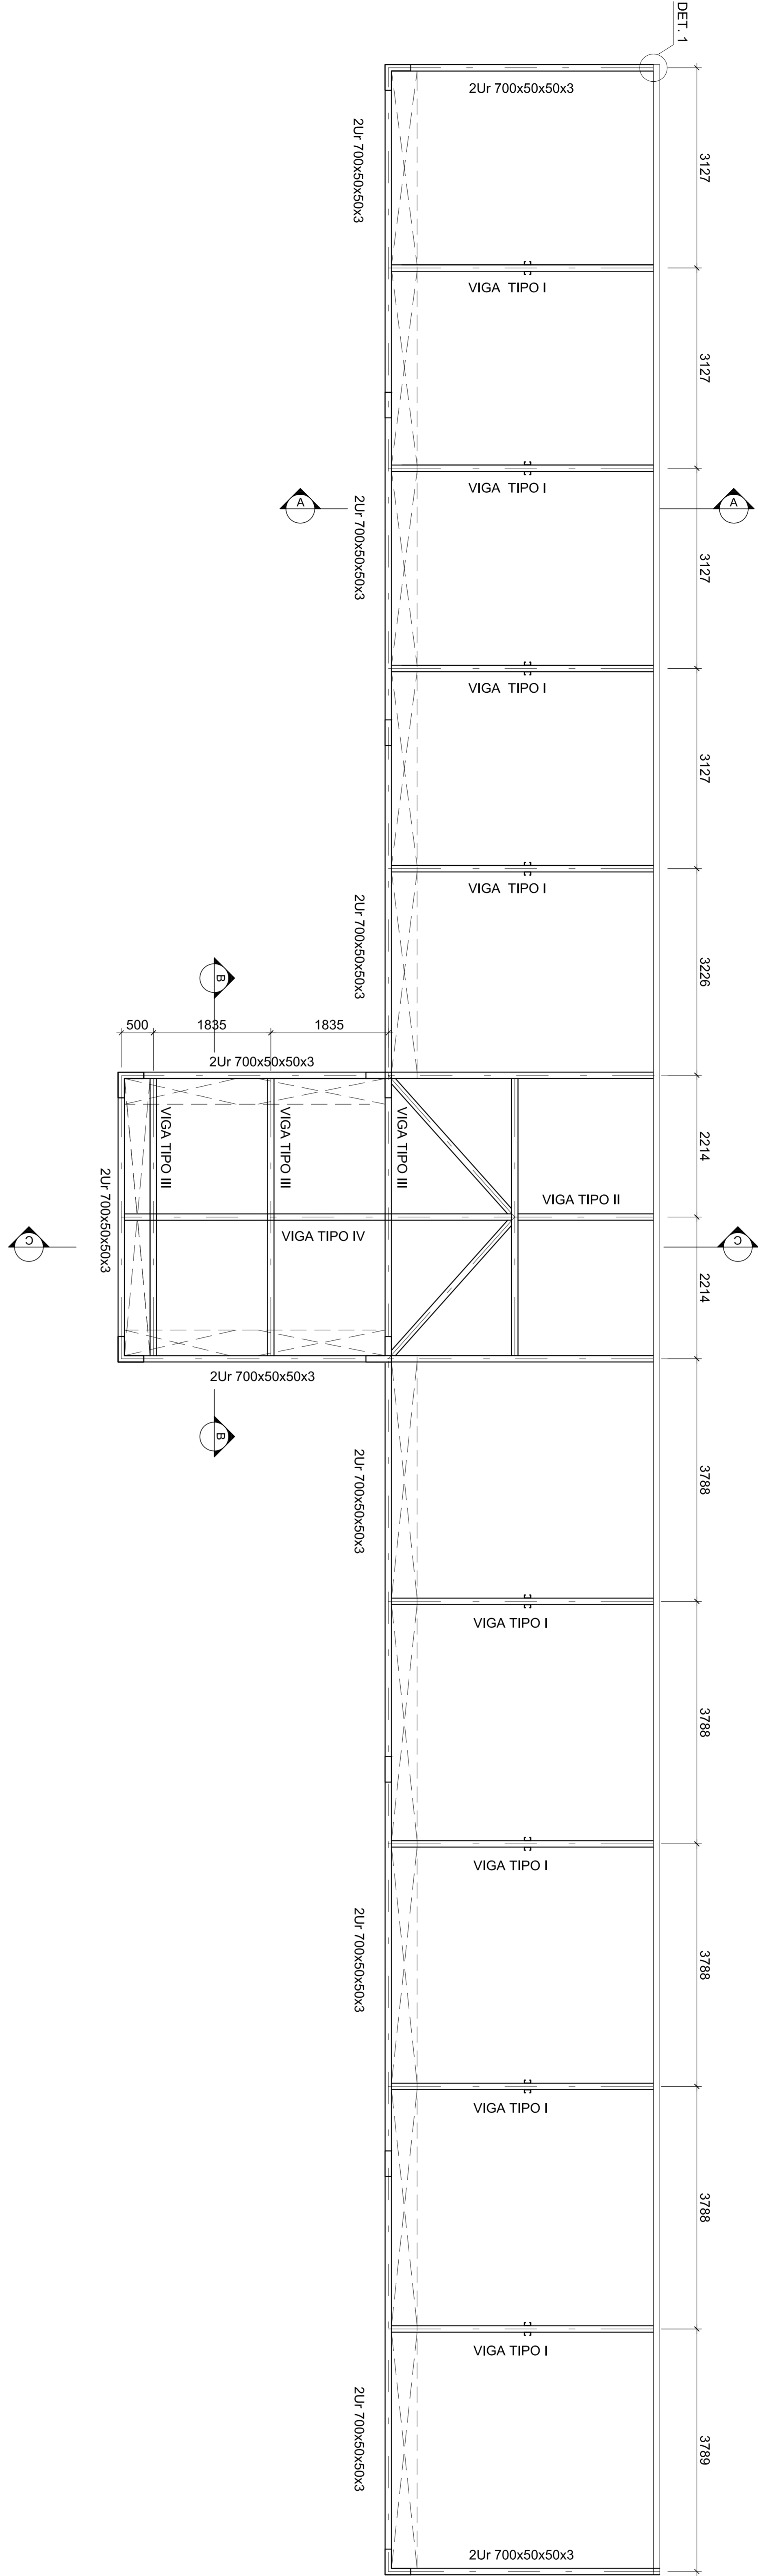 DET. 1
2Ur 700x50x50x3
2Ur 700x50x50x3
3127
VIGA TIPO I
3127
VIGA TIPO I
A
A
2Ur 700x50x50x3
3127
VIGA TIPO I
3127
VIGA TIPO I
2Ur 700x50x50x3
3226
B
500
1835
1835
2Ur 700x50x50x3
VIGA TIPO III
VIGA TIPO III
VIGA TIPO III
2214
VIGA TIPO II
2Ur 700x50x50x3
VIGA TIPO IV
C
C
2214
2Ur 700x50x50x3
B
2Ur 700x50x50x3
3788
VIGA TIPO I
3788
VIGA TIPO I
2Ur 700x50x50x3
3788
VIGA TIPO I
3788
VIGA TIPO I
2Ur 700x50x50x3
3789
2Ur 700x50x50x3